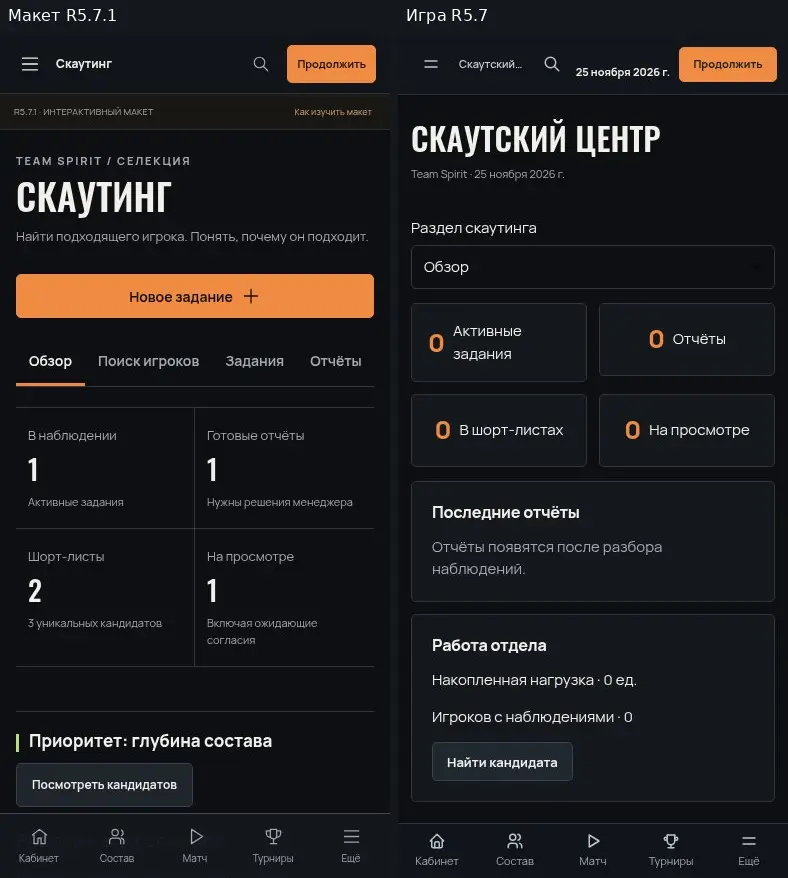 Макет R5.7.1
Скаутинг
Продолжить
R5.7.1 · ИНТЕРАКТИВНЫЙ МАКЕТ
Как изучить макет
TEAM SPIRIT / СЕЛЕКЦИЯ
СКАУТИНГ
Найти подходящего игрока. Понять, почему он подходит.
Новое задание +
Обзор Поиск игроков Задания Отчёты
В наблюдении
1
Активные задания
Готовые отчёты
1
Нужны решения менеджера
Шорт-листы
2
3 уникальных кандидатов
На просмотре
1
Включая ожидающие
согласия
Приоритет: глубина состава
Посмотреть кандидатов
Кабинет Состав Матч Турниры Ещё
Игра R5.7
Скаутский...
25 ноября 2026 г.
Продолжить
СКАУТСКИЙ ЦЕНТР
Team Spirit · 25 ноября 2026 г.
Раздел скаутинга
Обзор
0 Активные
задания
0 Отчёты
0 В шорт-листах
0 На просмотре
Последние отчёты
Отчёты появятся после разбора
наблюдений.
Работа отдела
Накопленная нагрузка · 0 ед.
Игроков с наблюдениями · 0
Найти кандидата
Кабинет Состав Матч Турниры Ещё